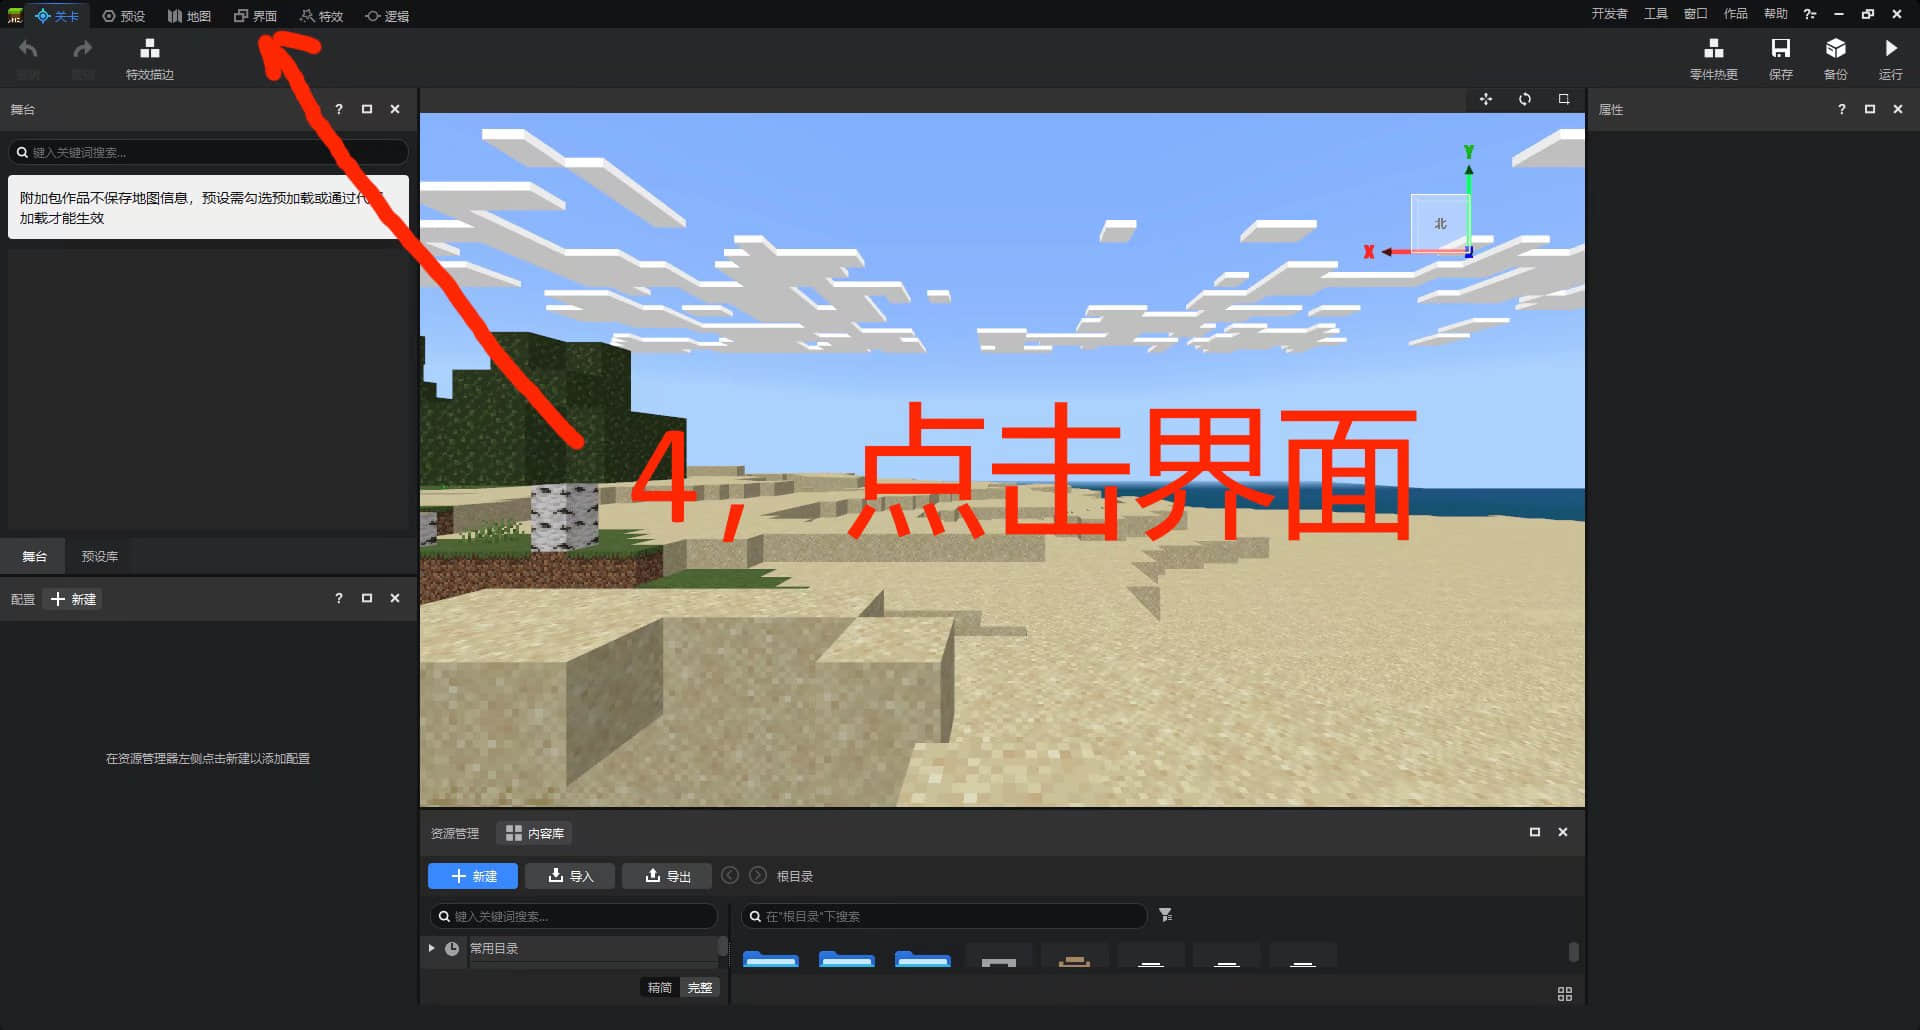 关卡 预设 地图 界面 特效 逻辑 开发者 工具 窗口 作品 帮助 ?
特效描边 零件热更 保存 备份 运行
舞台 ? 属性 ?
键入关键词搜索...
附加包作品不保存地图信息，预设需勾选预加载或通过代
加载才能生效
Y
北
X
4，点击界面
舞台 预设库
配置 新建 ?
在资源管理器左侧点击新建以添加配置
资源管理 内容库
新建 导入 导出 根目录
键入关键词搜索... 在"根目录"下搜索
常用目录
精简 完整